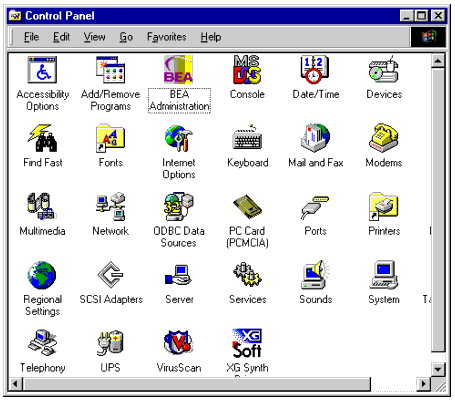 Control Panel
File Edit View Go Favorites Help
MS
DOS
1 2
BEA
Accessibility Add/Remove BEA Console Date/Time Devices
Options Programs Administration
Find Fast Fonts Internet Keyboard Mail and Fax Modems
Options
32
Multimedia Network ODBC Data PC Card Ports Printers
Sources (PCMCIA)
Regional SCSI Adapters Server Services Sounds System
Settings
XG
Soft
Telephony UPS VirusScan XG Synth